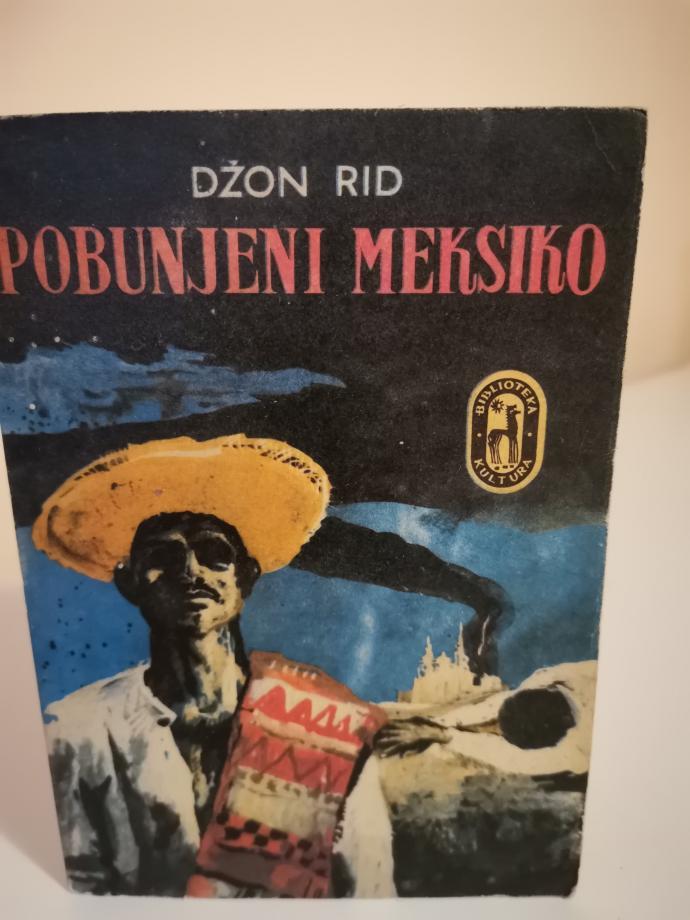 DŽON RID
POBUNJENI MEKSIKO
BIBLIOTEKA
KULTURA